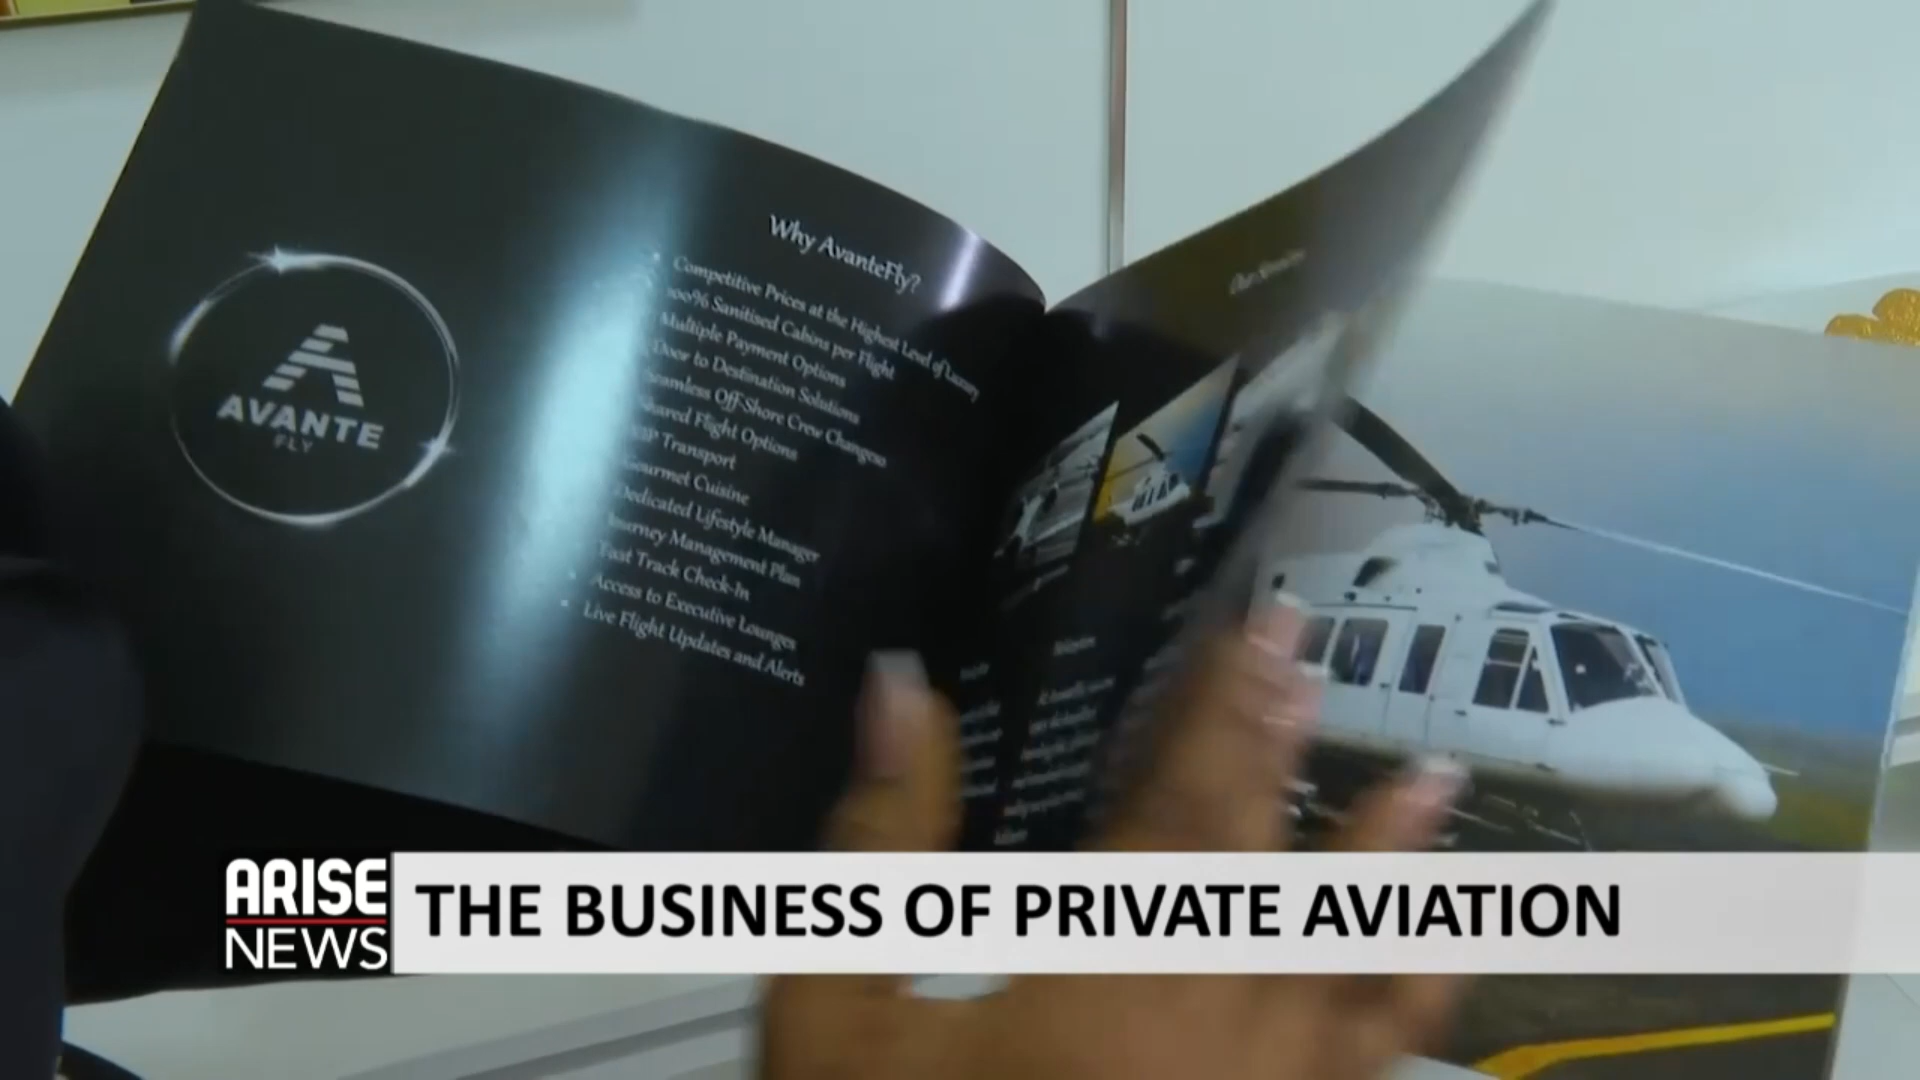 AVANTE
FLY
Why AvanteFly?
Competitive Prices at the Highest Level of Luxury
100% Sanitised Cabins per Flight
Multiple Payment Options
Door to Destination Solutions
Seamless Off-Shore Crew Changes
Shared Flight Options
VIP Transport
Gourmet Cuisine
Dedicated Lifestyle Manager
Journey Management Plan
Fast Track Check-In
Access to Executive Lounges
Live Flight Updates and Alerts
Our
ARISE
NEWS
THE BUSINESS OF PRIVATE AVIATION